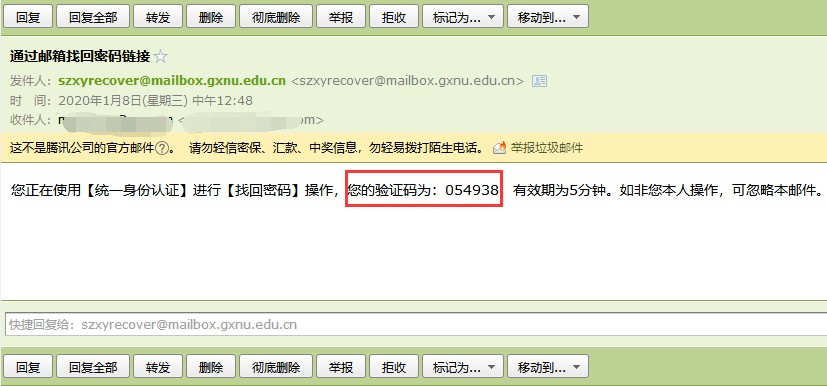 回复 回复全部 转发 删除 彻底删除 举报 拒收 标记为... 移动到...
通过邮箱找回密码链接
发件人：szxyrecover@mailbox.gxnu.edu.cn <szxyrecover@mailbox.gxnu.edu.cn>
时 间：2020年1月8日(星期三) 中午12:48
收件人：
这不是腾讯公司的官方邮件?。 请勿轻信密保、汇款、中奖信息，勿轻易拨打陌生电话。 举报垃圾邮件
您正在使用【统一身份认证】进行【找回密码】操作，您的验证码为：054938 有效期为5分钟。如非您本人操作，可忽略本邮件。
快捷回复给：szxyrecover@mailbox.gxnu.edu.cn
回复 回复全部 转发 删除 彻底删除 举报 拒收 标记为... 移动到...